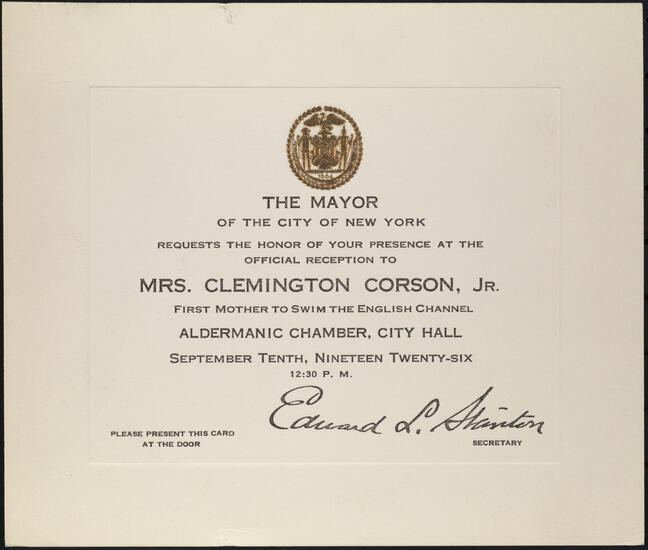 1664
THE MAYOR
OF THE CITY OF NEW YORK
REQUESTS THE HONOR OF YOUR PRESENCE AT THE
OFFICIAL RECEPTION TO
MRS. CLEMINGTON CORSON, JR.
FIRST MOTHER TO SWIM THE ENGLISH CHANNEL
ALDERMANIC CHAMBER, CITY HALL
SEPTEMBER TENTH, NINETEEN TWENTY-SIX
12:30 P. M.
Edward L. Stanton
SECRETARY
PLEASE PRESENT THIS CARD
AT THE DOOR